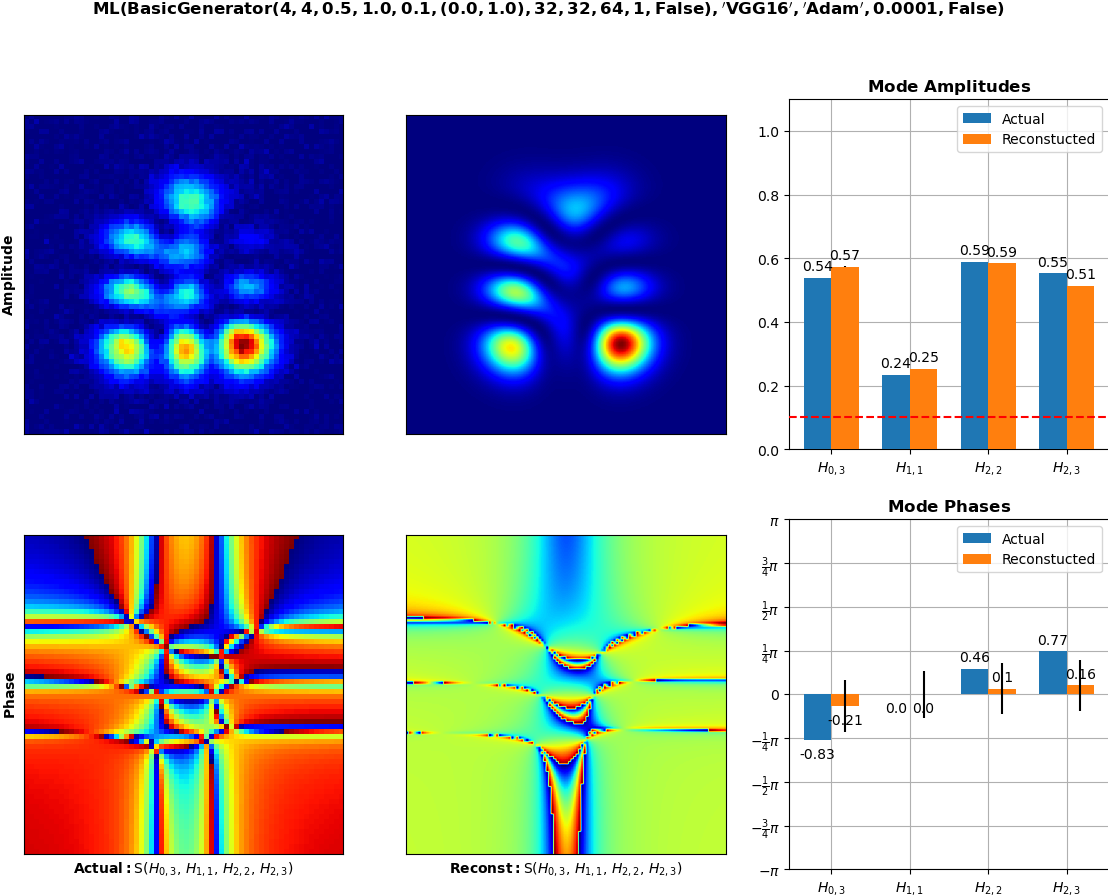 ML(BasicGenerator(4, 4, 0.5, 1.0, 0.1, (0.0, 1.0), 32, 32, 64, 1, False), 'VGG16', 'Adam', 0.0001, False)
Mode Amplitudes
Actual
Reconstucted
1.0
0.8
0.6
0.4
0.2
0.0
0.54
0.57
0.24
0.25
0.59
0.59
0.55
0.51
H0,3
H1,1
H2,2
H2,3
Amplitude
Mode Phases
Actual
Reconstucted
π
3/4π
1/2π
1/4π
0
−1/4π
−1/2π
−3/4π
−π
-0.83
-0.21
0.0
0.0
0.46
0.1
0.77
0.16
H0,3
H1,1
H2,2
H2,3
Phase
Actual: S(H0,3, H1,1, H2,2, H2,3)
Reconst: S(H0,3, H1,1, H2,2, H2,3)